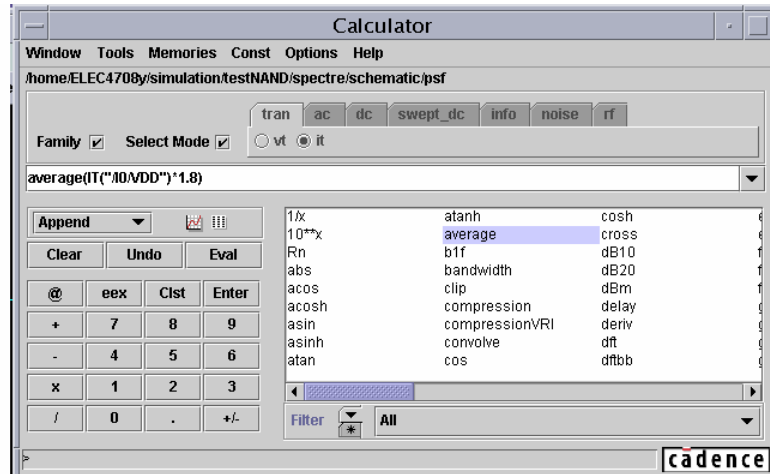 Calculator
Window Tools Memories Const Options Help
/home/ELEC4708y/simulation/testNAND/spectre/schematic/psf
tran ac dc swept_dc info noise rf
Family Select Mode vt it
average(IT("/I0/VDD")*1.8)
Append
Clear Undo Eval
@ eex Clst Enter
+ 7 8 9
- 4 5 6
x 1 2 3
/ 0 . +/-
1/x atanh cosh
10**x average cross
Rn b1f dB10
abs bandwidth dB20
acos clip dBm
acosh compression delay
asin compressionVRI deriv
asinh convolve dft
atan cos dftbb
Filter All
>
cādence